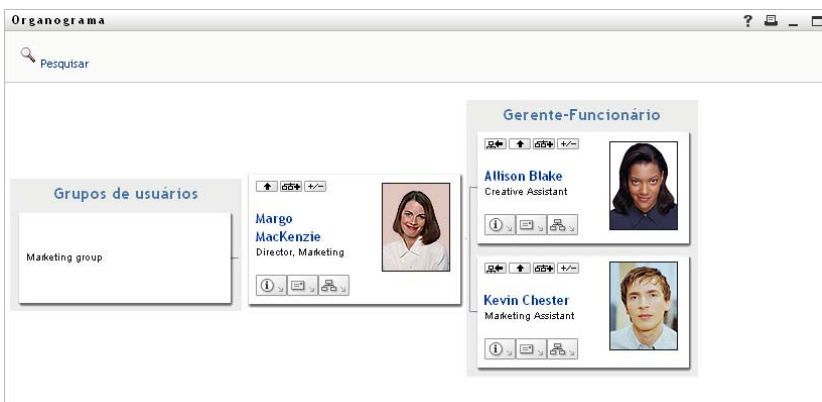 Organograma
?
Pesquisar
Grupos de usuários
Marketing group
+/-
Margo
MacKenzie
Director, Marketing
Gerente-Funcionário
+/-
Allison Blake
Creative Assistant
+/-
Kevin Chester
Marketing Assistant